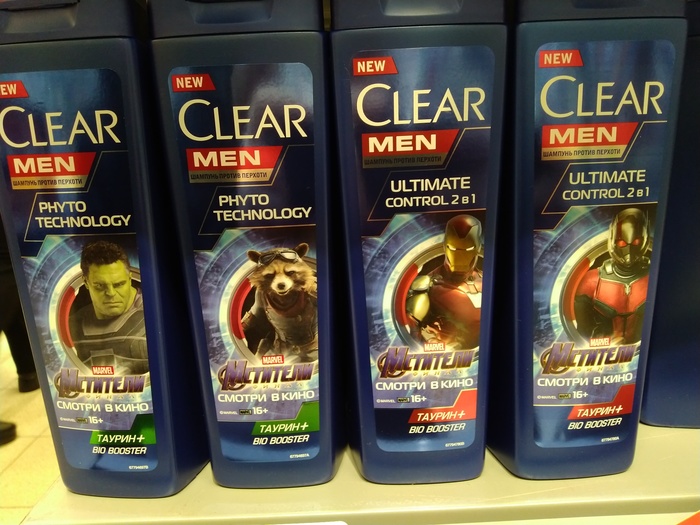 EW
CLEAR
MEN
ШАМПУНЬ ПРОТИВ ПЕРХОТИ
PHYTO
TECHNOLOGY
MARVEL
МСТИТЕЛИ
СМОТРИ В КИНО
16+
ТАУРИН+
BIO BOOSTER
NEW
CLEAR
MEN
ШАМПУНЬ ПРОТИВ ПЕРХОТИ
PHYTO
TECHNOLOGY
MARVEL
МСТИТЕЛИ
СМОТРИ В КИНО
16+
ТАУРИН+
BIO BOOSTER
NEW
CLEAR
MEN
ШАМПУНЬ ПРОТИВ ПЕРХОТИ
ULTIMATE
CONTROL 2 В 1
MARVEL
МСТИТЕЛИ
СМОТРИ В КИНО
16+
ТАУРИН+
BIO BOOSTER
NEW
CLEAR
MEN
ШАМПУНЬ ПРОТИВ ПЕРХОТИ
ULTIMATE
CONTROL 2 В 1
MARVEL
МСТИТЕЛИ
СМОТРИ В КИНО
16+
ТАУРИН+
BIO BOOSTER